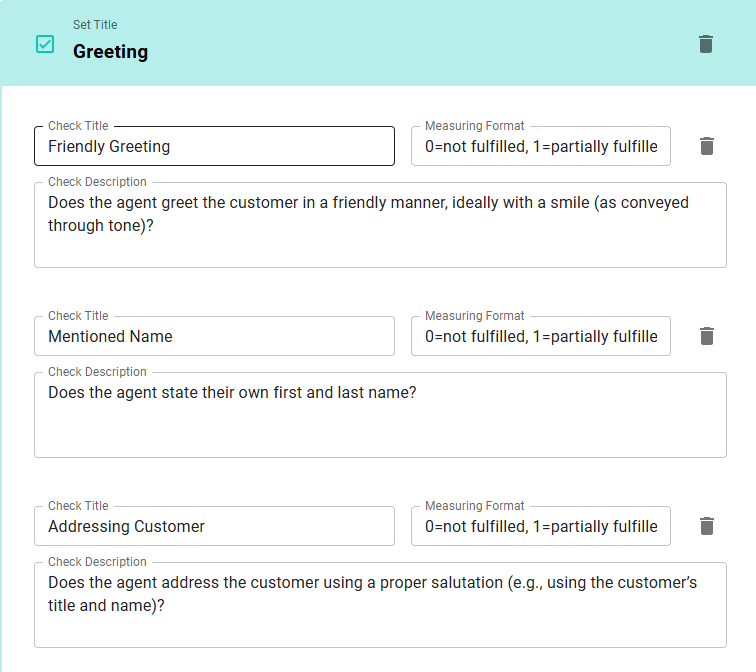 Set Title
Greeting
Check Title
Measuring Format
Friendly Greeting
0=not fulfilled, 1=partially fulfille
Check Description
Does the agent greet the customer in a friendly manner, ideally with a smile (as conveyed
through tone)?
Check Title
Measuring Format
Mentioned Name
0=not fulfilled, 1=partially fulfille
Check Description
Does the agent state their own first and last name?
Check Title
Measuring Format
Addressing Customer
0=not fulfilled, 1=partially fulfille
Check Description
Does the agent address the customer using a proper salutation (e.g., using the customer’s
title and name)?